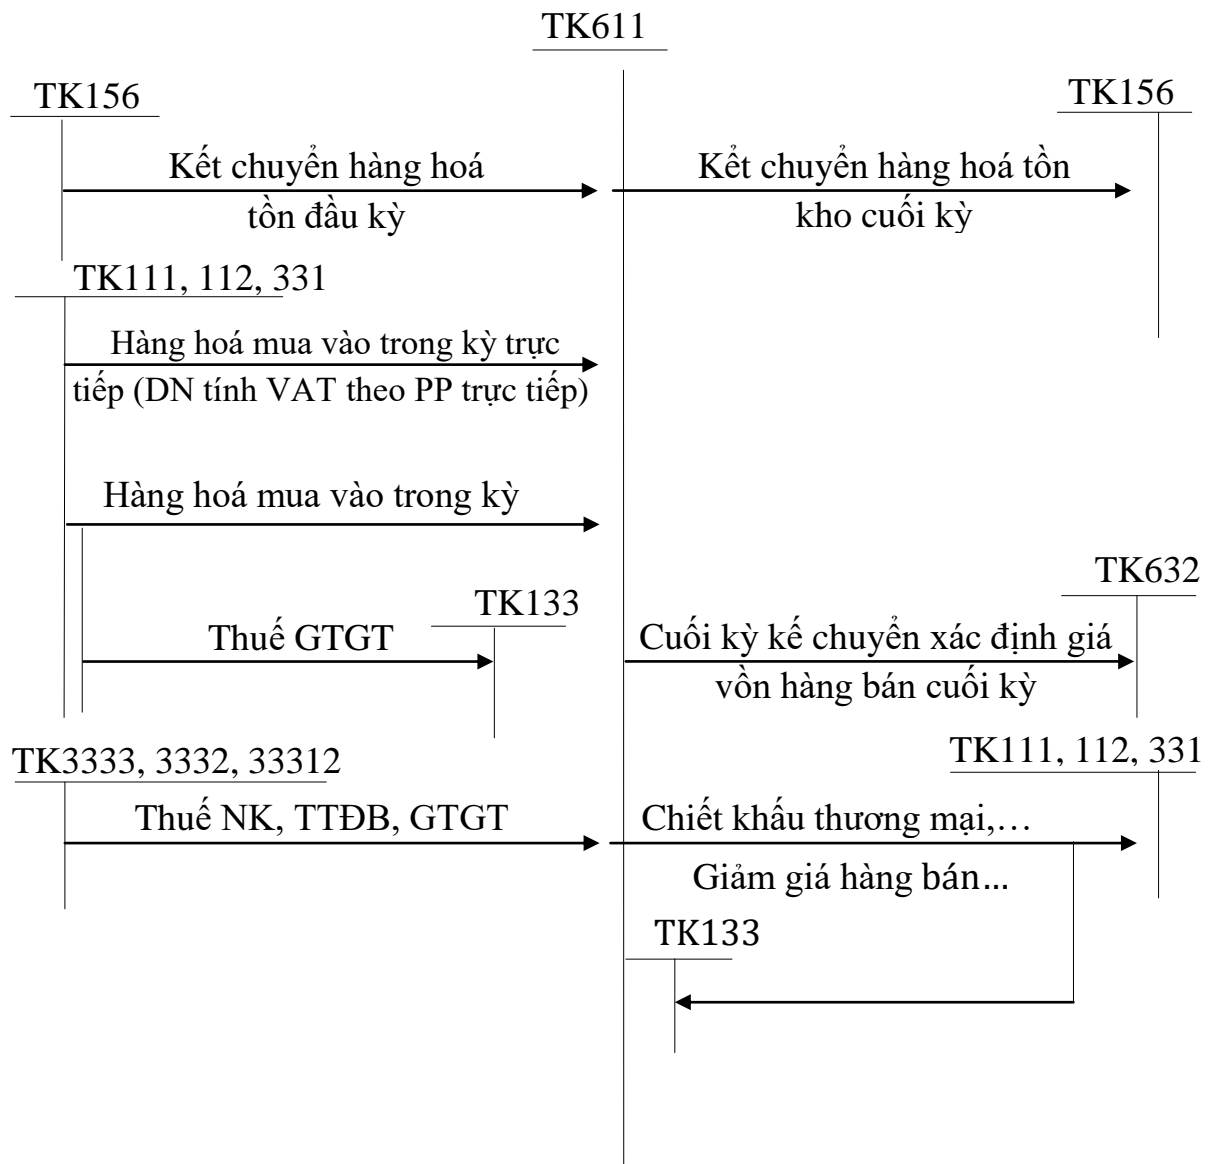 TK611
TK156
TK156
Kết chuyển hàng hoá
tồn đầu kỳ
Kểt chuyển hàng hoá tồn
kho cuối kỳ
TK111, 112, 331
Hàng hoá mua vào trong kỳ trực
tiếp (DN tính VAT theo PP trực tiếp)
Hàng hoá mua vào trong kỳ
TK632
TK133
Thuế GTGT
Cuối kỳ kế chuyển xác định giá
vồn hàng bán cuối kỳ
TK3333, 3332, 33312
TK111, 112, 331
Thuế NK, TTĐB, GTGT
Chiết khấu thương mại,…
Giảm giá hàng bán…
TK133